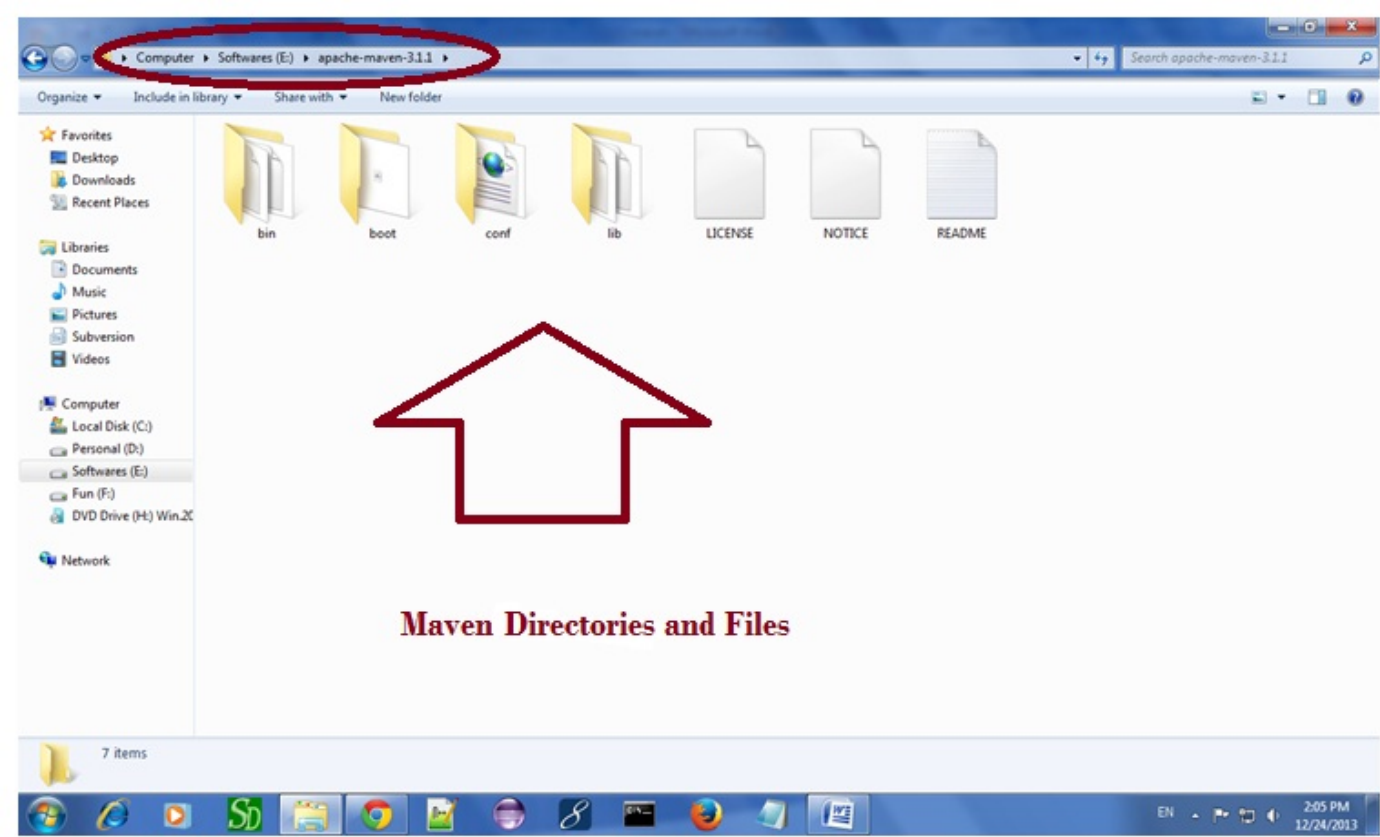 Computer ▸ Softwares (E:) ▸ apache-maven-3.1.1 ▸
Search apache-maven-3.1.1
Organize Include in library Share with New folder
Favorites
Desktop
Downloads
Recent Places
Libraries
Documents
Music
Pictures
Subversion
Videos
Computer
Local Disk (C:)
Personal (D:)
Softwares (E:)
Fun (F:)
DVD Drive (H:) Win.20
Network
bin boot conf lib LICENSE NOTICE README
Maven Directories and Files
7 items
SD
8
C:\
EN
2:05 PM
12/24/2013